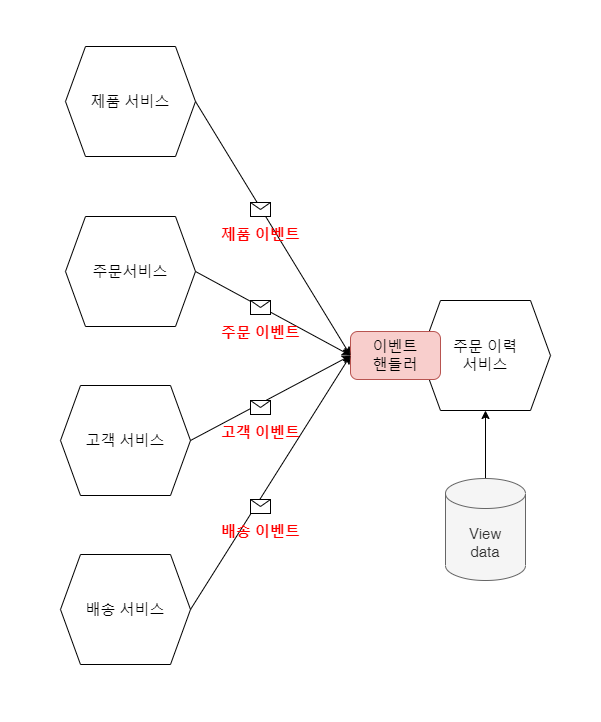 제품 서비스
제품 이벤트
주문서비스
주문 이벤트
이벤트
핸들러
주문 이력
서비스
고객 서비스
고객 이벤트
배송 이벤트
View
data
배송 서비스